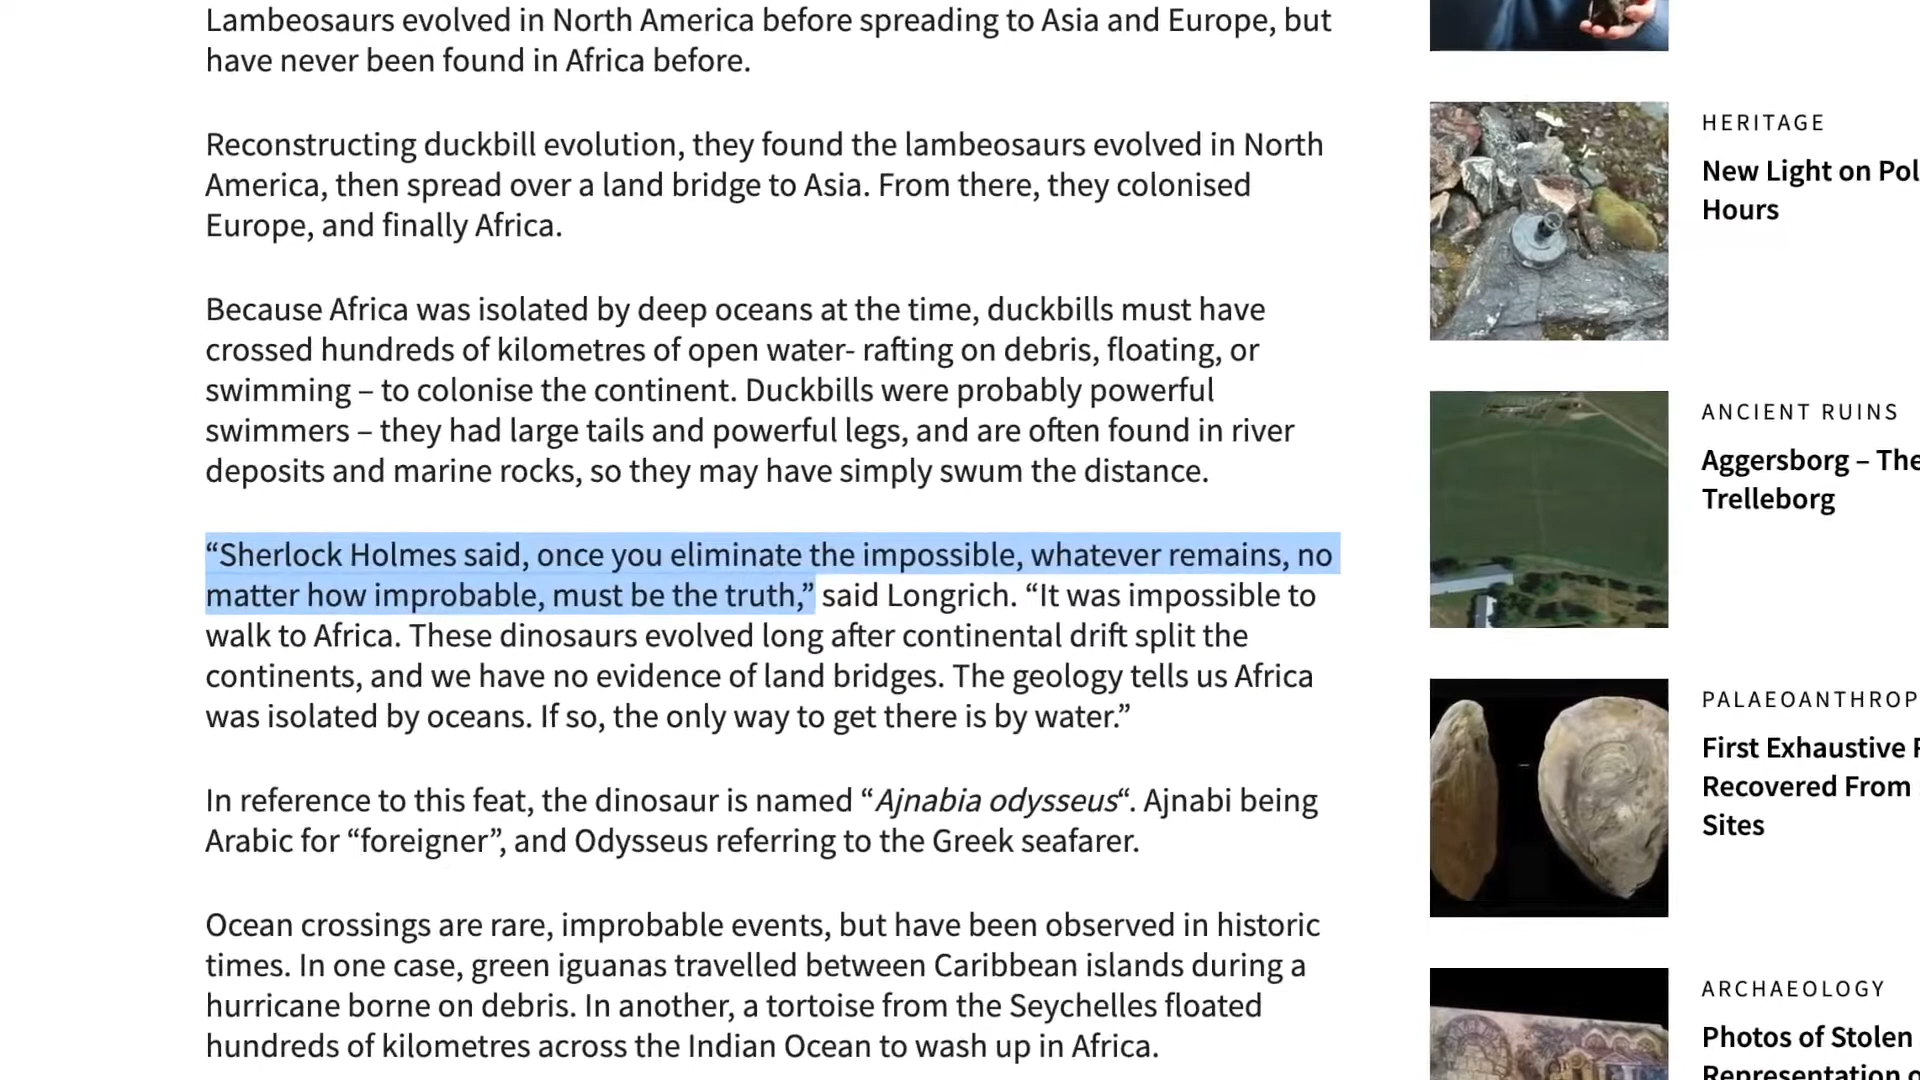 Lambeosaurs evolved in North America before spreading to Asia and Europe, but
have never been found in Africa before.
Reconstructing duckbill evolution, they found the lambeosaurs evolved in North
America, then spread over a land bridge to Asia. From there, they colonised
Europe, and finally Africa.
Because Africa was isolated by deep oceans at the time, duckbills must have
crossed hundreds of kilometres of open water- rafting on debris, floating, or
swimming – to colonise the continent. Duckbills were probably powerful
swimmers – they had large tails and powerful legs, and are often found in river
deposits and marine rocks, so they may have simply swum the distance.
“Sherlock Holmes said, once you eliminate the impossible, whatever remains, no
matter how improbable, must be the truth,” said Longrich. “It was impossible to
walk to Africa. These dinosaurs evolved long after continental drift split the
continents, and we have no evidence of land bridges. The geology tells us Africa
was isolated by oceans. If so, the only way to get there is by water.”
In reference to this feat, the dinosaur is named “Ajnabia odysseus“. Ajnabi being
Arabic for “foreigner”, and Odysseus referring to the Greek seafarer.
Ocean crossings are rare, improbable events, but have been observed in historic
times. In one case, green iguanas travelled between Caribbean islands during a
hurricane borne on debris. In another, a tortoise from the Seychelles floated
hundreds of kilometres across the Indian Ocean to wash up in Africa.
HERITAGE
New Light on Pol
Hours
ANCIENT RUINS
Aggersborg – The
Trelleborg
PALAEOANTHROP
First Exhaustive
Recovered From
Sites
ARCHAEOLOGY
Photos of Stolen
Representation